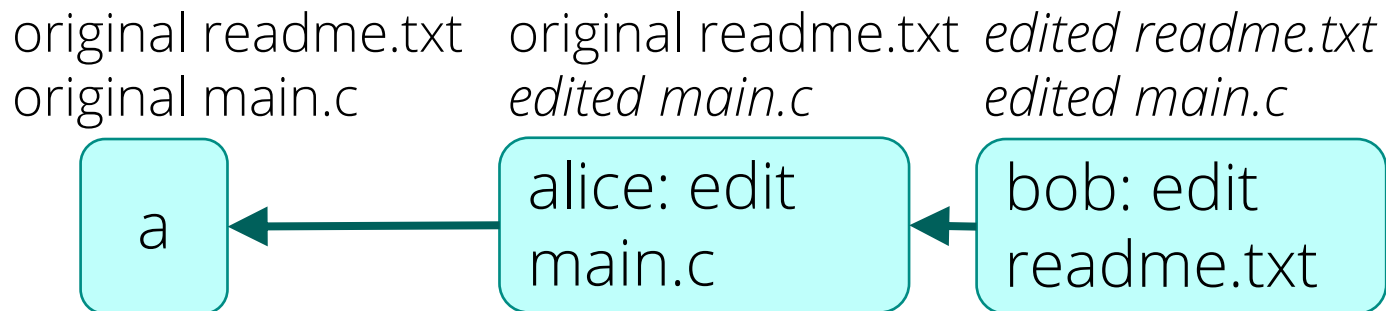 original readme.txt
original main.c
original readme.txt
edited main.c
edited readme.txt
edited main.c
a
alice: edit
main.c
bob: edit
readme.txt